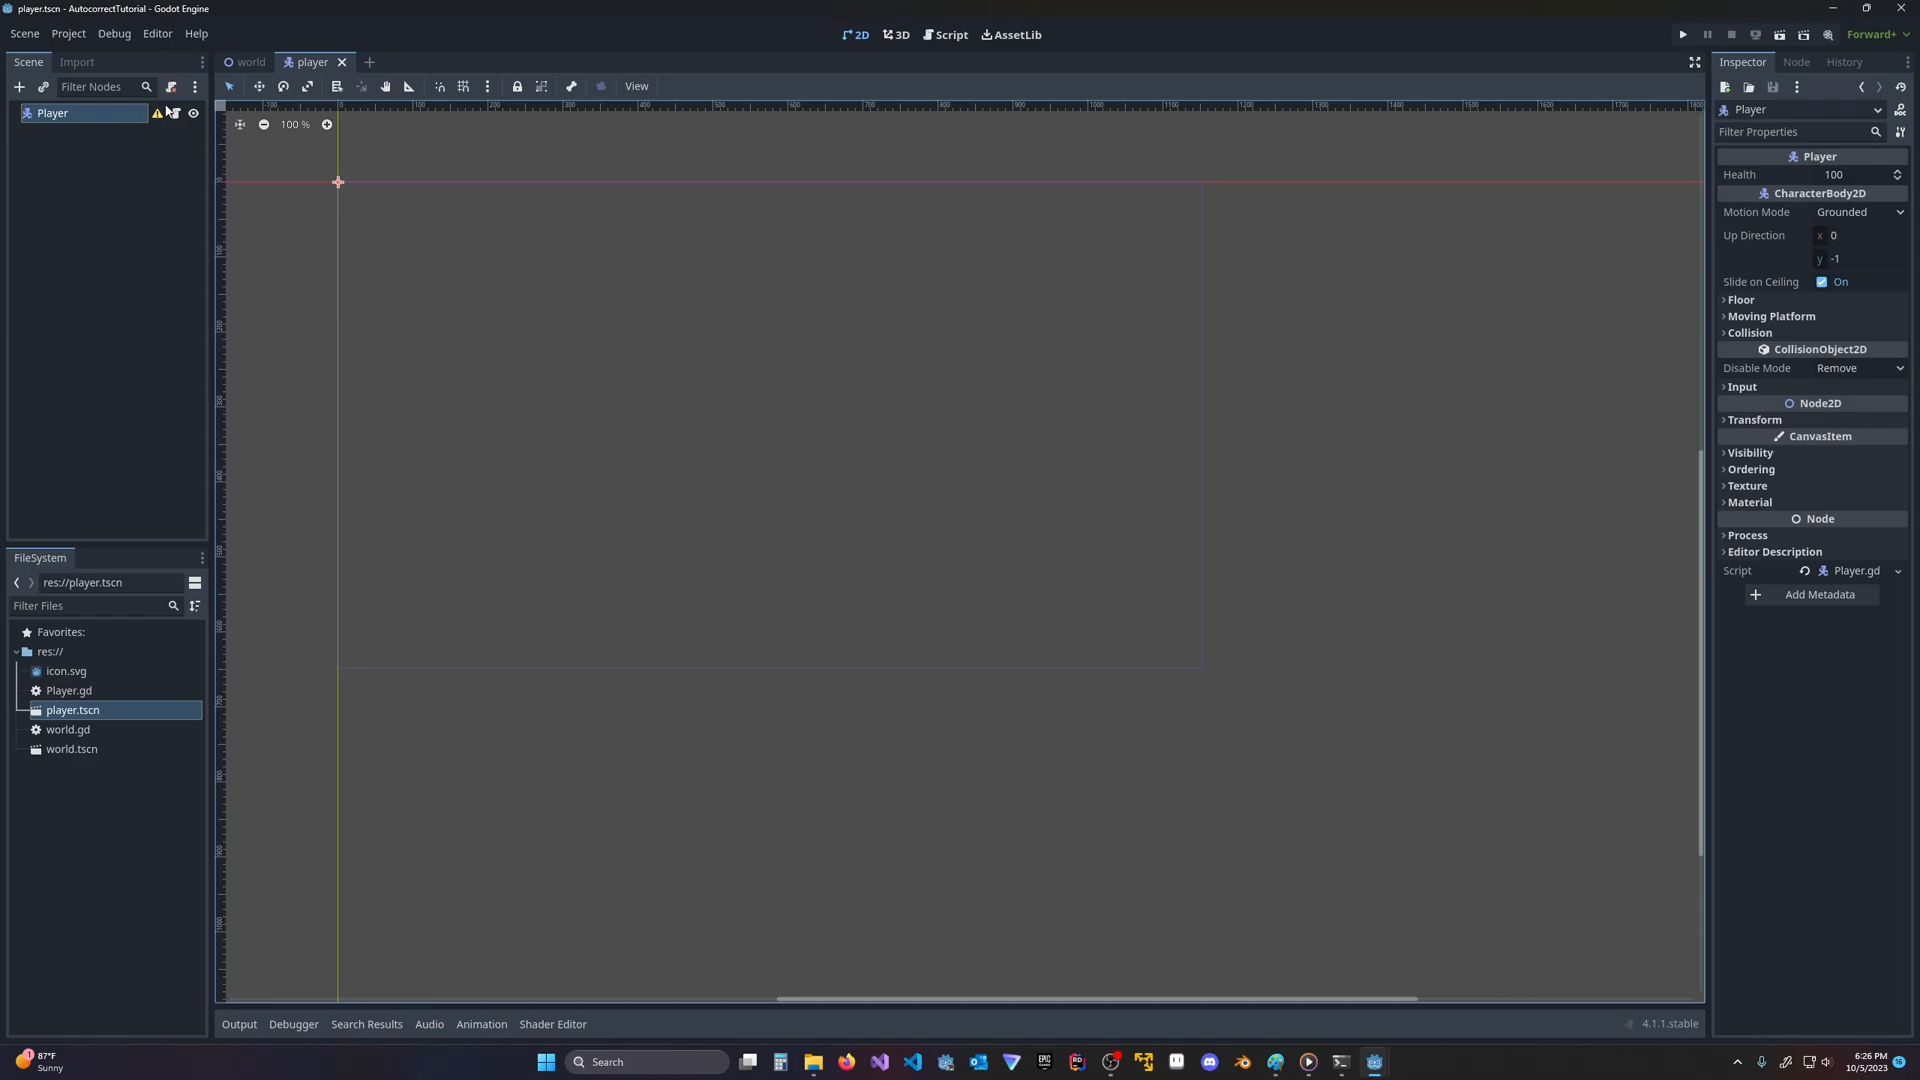 player.tscn - AutocorrectTutorial - Godot Engine
Scene Project Debug Editor Help
2D 3D Script AssetLib
Forward+
Scene Import
world player
Inspector Node History
Filter Nodes
View
Player
Player
Filter Properties
100 %
Player
Health 100
CharacterBody2D
Motion Mode Grounded
Up Direction x 0
y -1
Slide on Ceiling On
Floor
Moving Platform
Collision
CollisionObject2D
Disable Mode Remove
Input
Node2D
Transform
CanvasItem
Visibility
Ordering
Texture
Material
Node
Process
Editor Description
Script Player.gd
Add Metadata
FileSystem
res://player.tscn
Filter Files
Favorites:
res://
icon.svg
Player.gd
player.tscn
world.gd
world.tscn
Output Debugger Search Results Audio Animation Shader Editor
4.1.1.stable
87°F
Sunny
Search
6:26 PM
10/5/2023